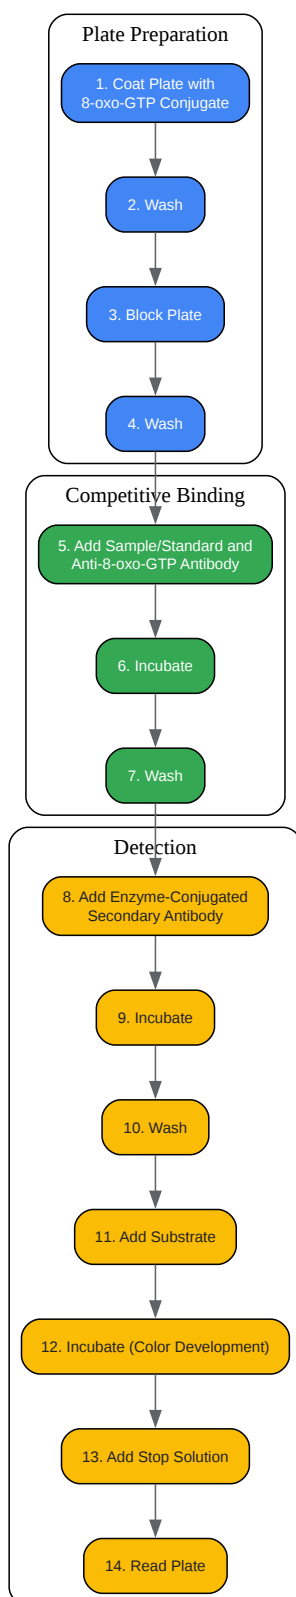 Plate Preparation
1. Coat Plate with
8-oxo-GTP Conjugate
2. Wash
3. Block Plate
4. Wash
Competitive Binding
5. Add Sample/Standard and
Anti-8-oxo-GTP Antibody
6. Incubate
7. Wash
Detection
8. Add Enzyme-Conjugated
Secondary Antibody
9. Incubate
10. Wash
11. Add Substrate
12. Incubate (Color Development)
13. Add Stop Solution
14. Read Plate